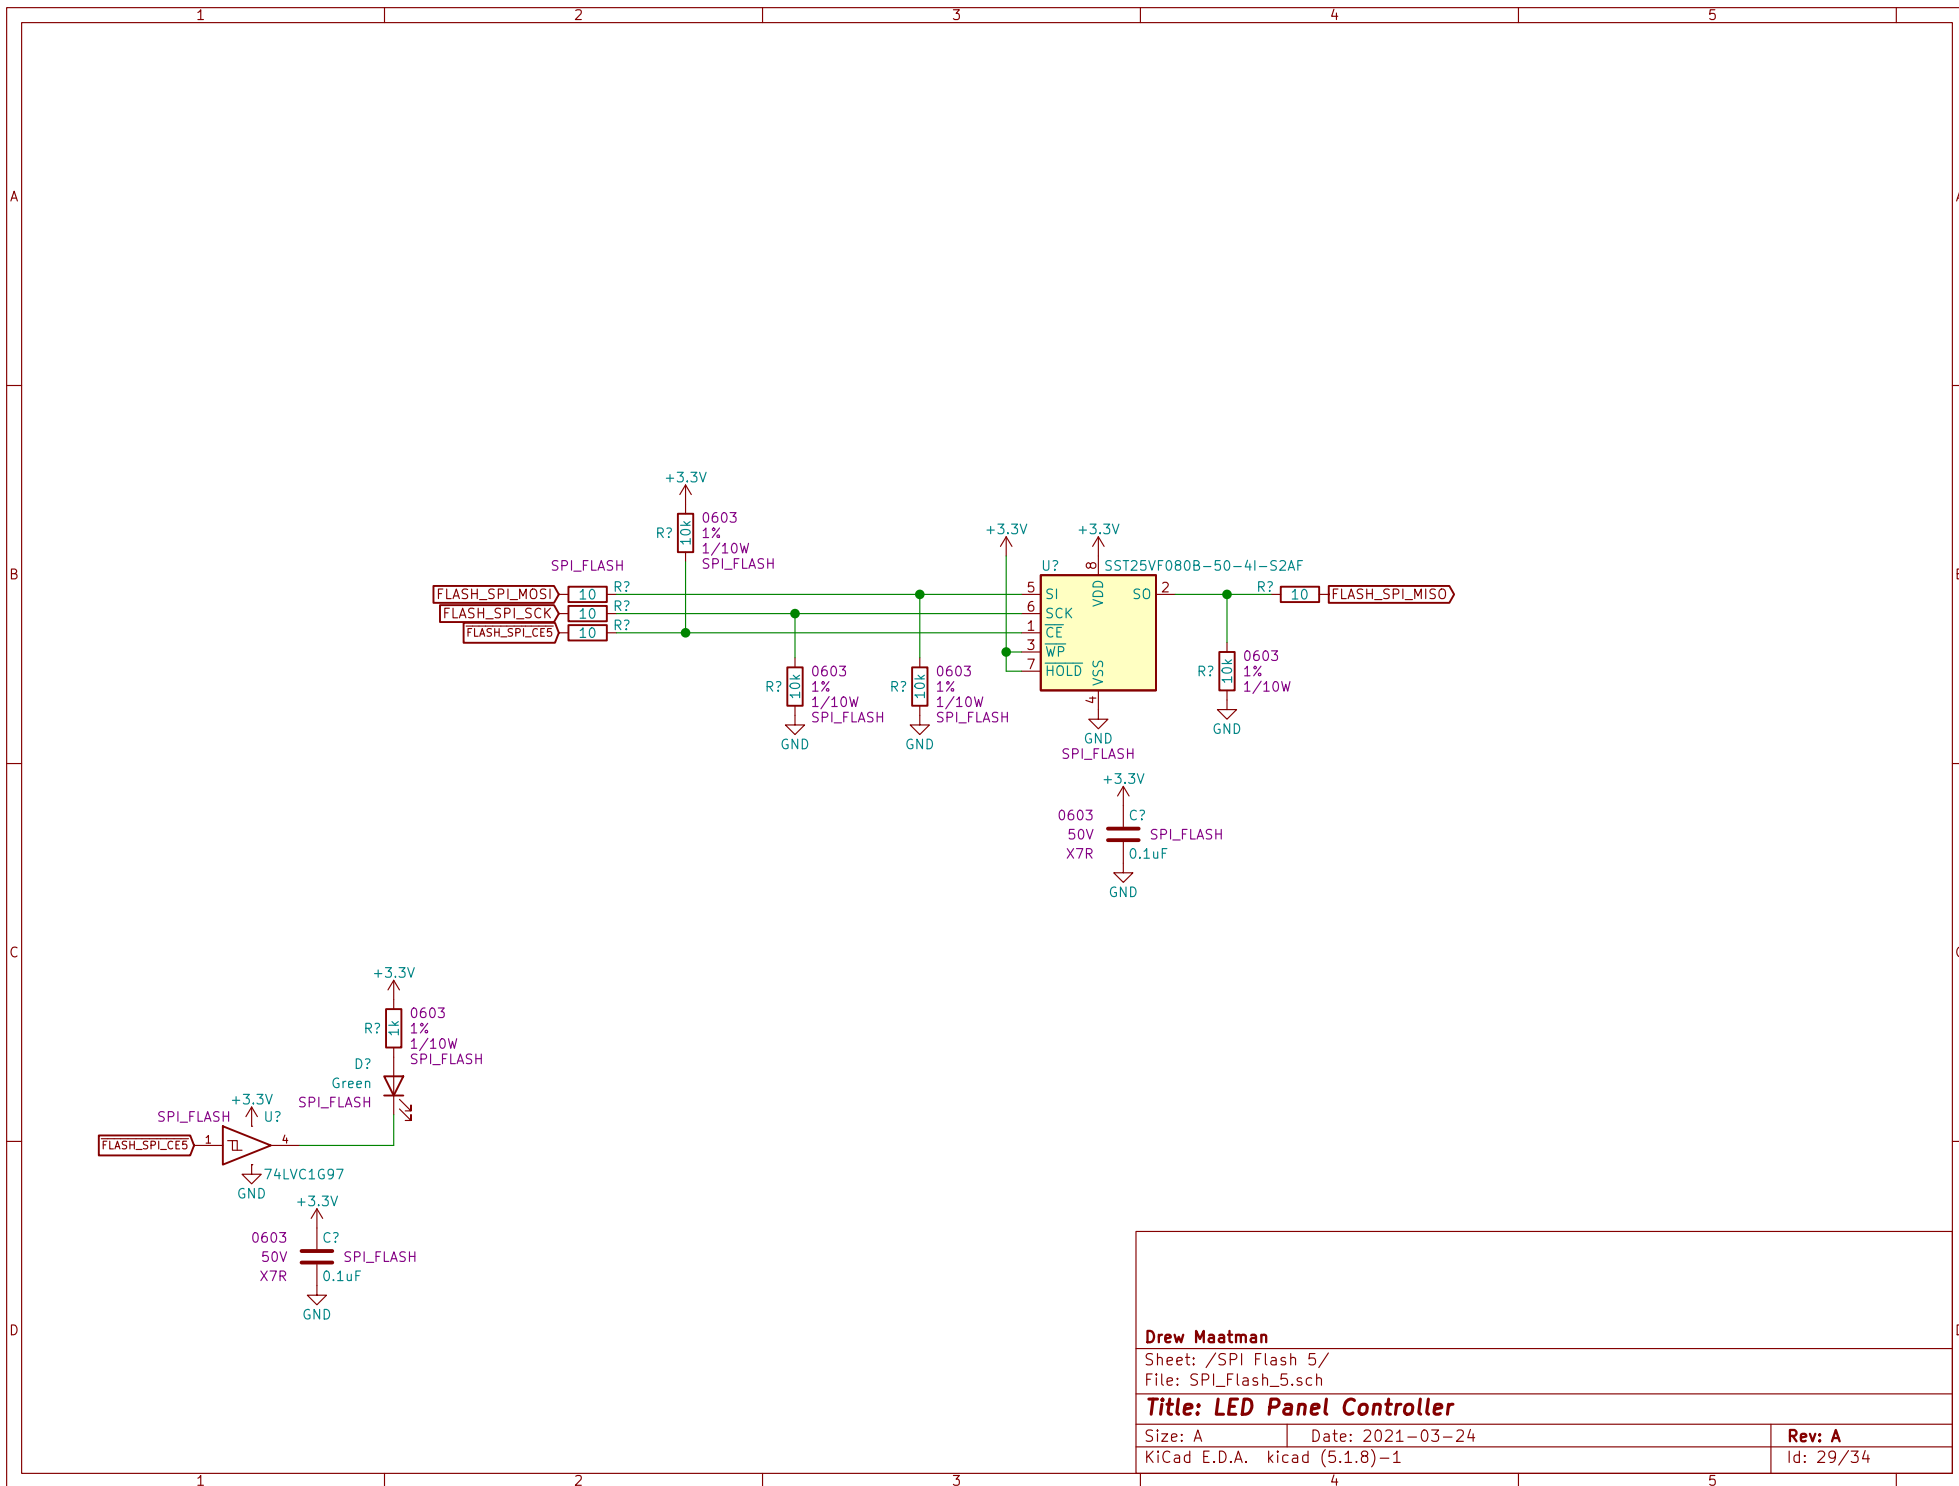 1 2 3 4 5
A A
B B
C C
D D
+3.3V
R? 10k 0603
1%
1/10W
SPI_FLASH
SPI_FLASH
FLASH_SPI_MOSI 10 R?
FLASH_SPI_SCK 10 R?
FLASH_SPI_CE5 10 R?
R? 10k 0603
1%
1/10W
SPI_FLASH
GND
R? 10k 0603
1%
1/10W
SPI_FLASH
GND
+3.3V +3.3V
U? 8 SST25VF080B-50-4I-S2AF
5 SI VDD SO 2
6 SCK
1 CE
3 WP
7 HOLD VSS
4
GND
SPI_FLASH
R? 10 FLASH_SPI_MISO
R? 10k 0603
1%
1/10W
GND
+3.3V
0603 C?
50V SPI_FLASH
X7R 0.1uF
GND
+3.3V
R? 1k 0603
1%
1/10W
SPI_FLASH
D?
Green
SPI_FLASH
+3.3V
SPI_FLASH U?
FLASH_SPI_CE5 1 4
74LVC1G97
GND
+3.3V
0603 C?
50V SPI_FLASH
X7R 0.1uF
GND
Drew Maatman
Sheet: /SPI Flash 5/
File: SPI_Flash_5.sch
Title: LED Panel Controller
Size: A Date: 2021-03-24 Rev: A
KiCad E.D.A. kicad (5.1.8)-1 Id: 29/34
1 2 3 4 5